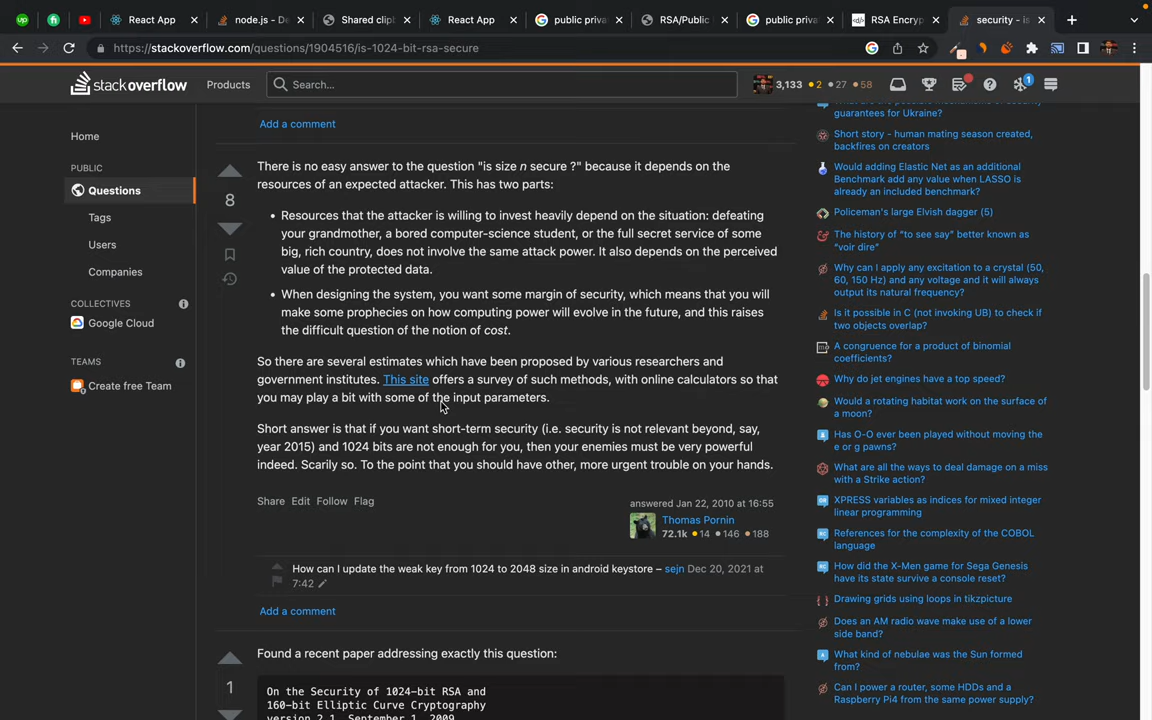 React App
node.js - De
Shared clip
React App
public priva
RSA/Public
public priva
RSA Encryp
security - is
https://stackoverflow.com/questions/1904516/is-1024-bit-rsa-secure
stackoverflow
Products
Search...
3,133 2 27 58
1
Home
PUBLIC
Questions
Tags
Users
Companies
COLLECTIVES
Google Cloud
TEAMS
Create free Team
Add a comment
8
There is no easy answer to the question "is size n secure ?" because it depends on the
resources of an expected attacker. This has two parts:
• Resources that the attacker is willing to invest heavily depend on the situation: defeating
your grandmother, a bored computer-science student, or the full secret service of some
big, rich country, does not involve the same attack power. It also depends on the perceived
value of the protected data.
• When designing the system, you want some margin of security, which means that you will
make some prophecies on how computing power will evolve in the future, and this raises
the difficult question of the notion of cost.
So there are several estimates which have been proposed by various researchers and
government institutes. This site offers a survey of such methods, with online calculators so that
you may play a bit with some of the input parameters.
Short answer is that if you want short-term security (i.e. security is not relevant beyond, say,
year 2015) and 1024 bits are not enough for you, then your enemies must be very powerful
indeed. Scarily so. To the point that you should have other, more urgent trouble on your hands.
Share Edit Follow Flag
answered Jan 22, 2010 at 16:55
Thomas Pornin
72.1k 14 146 188
How can I update the weak key from 1024 to 2048 size in android keystore – sejn Dec 20, 2021 at
7:42
Add a comment
1
Found a recent paper addressing exactly this question:
On the Security of 1024-bit RSA and
160-bit Elliptic Curve Cryptography
version 2.1, September 1, 2009
guarantees for Ukraine?
Short story - human mating season created,
backfires on creators
Would adding Elastic Net as an additional
Benchmark add any value when LASSO is
already an included benchmark?
Policeman's large Elvish dagger (5)
The history of "to see say" better known as
"voir dire"
Why can I apply any excitation to a crystal (50,
60, 150 Hz) and any voltage and it will always
output its natural frequency?
Is it possible in C (not invoking UB) to check if
two objects overlap?
A congruence for a product of binomial
coefficients?
Why do jet engines have a top speed?
Would a rotating habitat work on the surface of
a moon?
Has O-O ever been played without moving the
e or g pawns?
What are all the ways to deal damage on a miss
with a Strike action?
XPRESS variables as indices for mixed integer
linear programming
References for the complexity of the COBOL
language
How did the X-Men game for Sega Genesis
have its state survive a console reset?
Drawing grids using loops in tikzpicture
Does an AM radio wave make use of a lower
side band?
What kind of nebulae was the Sun formed
from?
Can I power a router, some HDDs and a
Raspberry Pi4 from the same power supply?